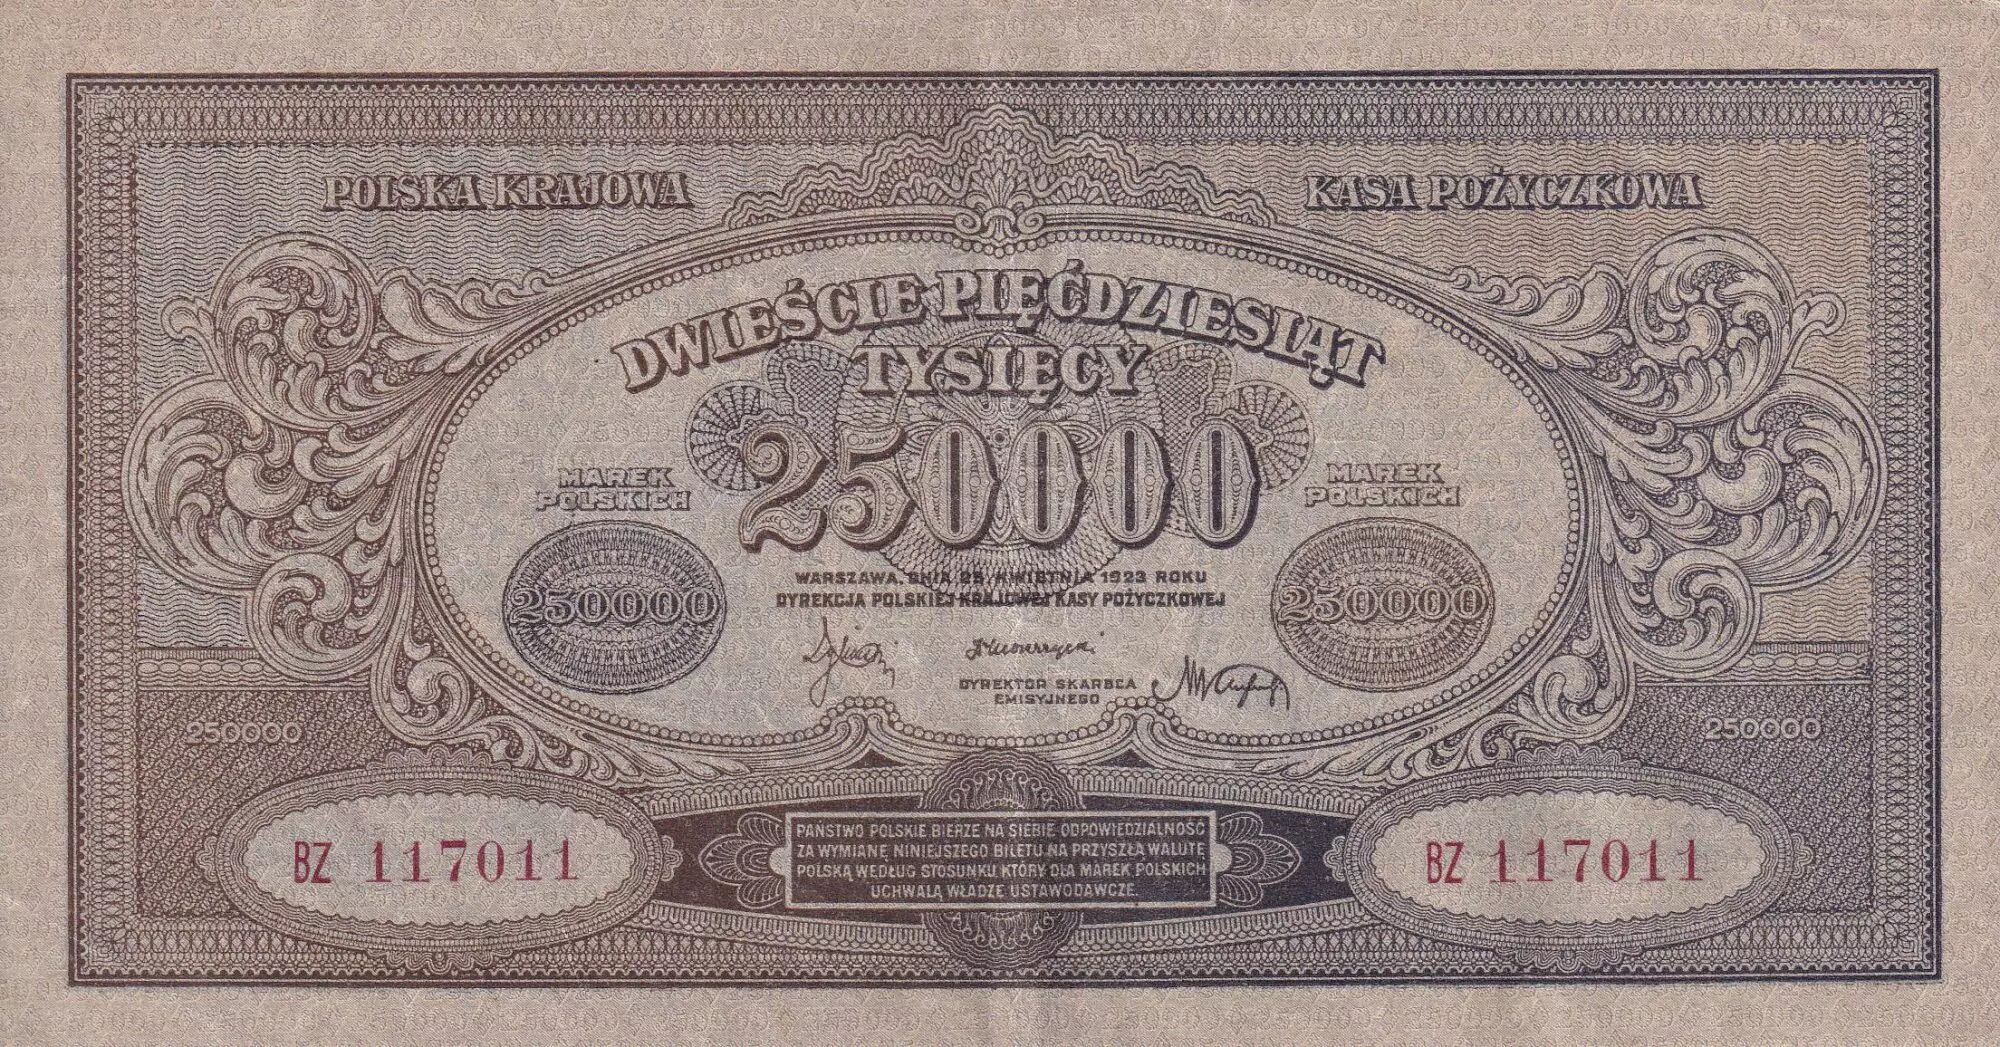 POLSKA KRAJOWA KASA POŻYCZKOWA
DWIEŚCIE PIĘĆDZIESIĄT
TYSIĘCY
250000
MAREK
POLSKICH
250000
MAREK
POLSKICH
250000
WARSZAWA, DNIA 25 KWIETNIA 1923 ROKU
DYREKCJA POLSKIEJ KRAJOWEJ KASY POŻYCZKOWEJ
DYREKTOR SKARBCA
EMISYJNEGO
250000
250000
BZ 117011
PAŃSTWO POLSKIE BIERZE NA SIEBIE ODPOWIEDZIALNOŚĆ
ZA WYMIANĘ NINIEJSZEGO BILETU NA PRZYSZŁĄ WALUTĘ
POLSKĄ WEDŁUG STOSUNKU KTÓRY DLA MAREK POLSKICH
UCHWALĄ WŁADZE USTAWODAWCZE.
BZ 117011